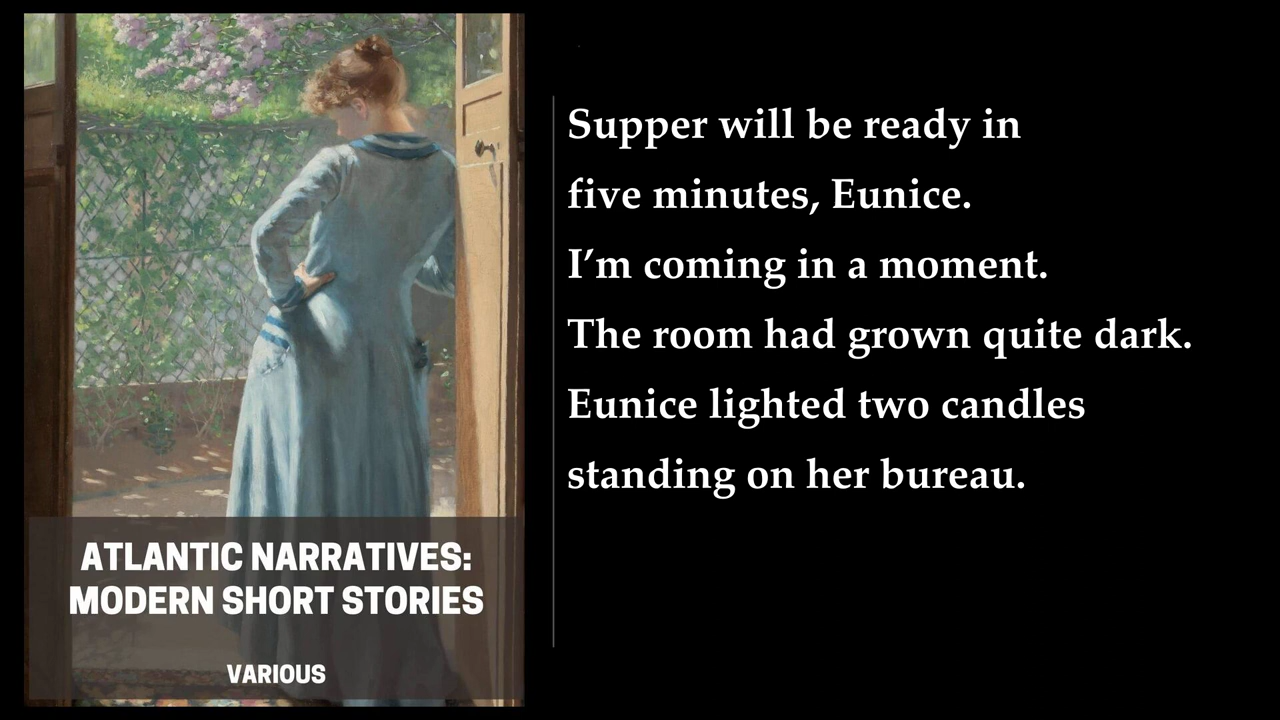 ATLANTIC NARRATIVES:
MODERN SHORT STORIES
VARIOUS
Supper will be ready in
five minutes, Eunice.
I’m coming in a moment.
The room had grown quite dark.
Eunice lighted two candles
standing on her bureau.